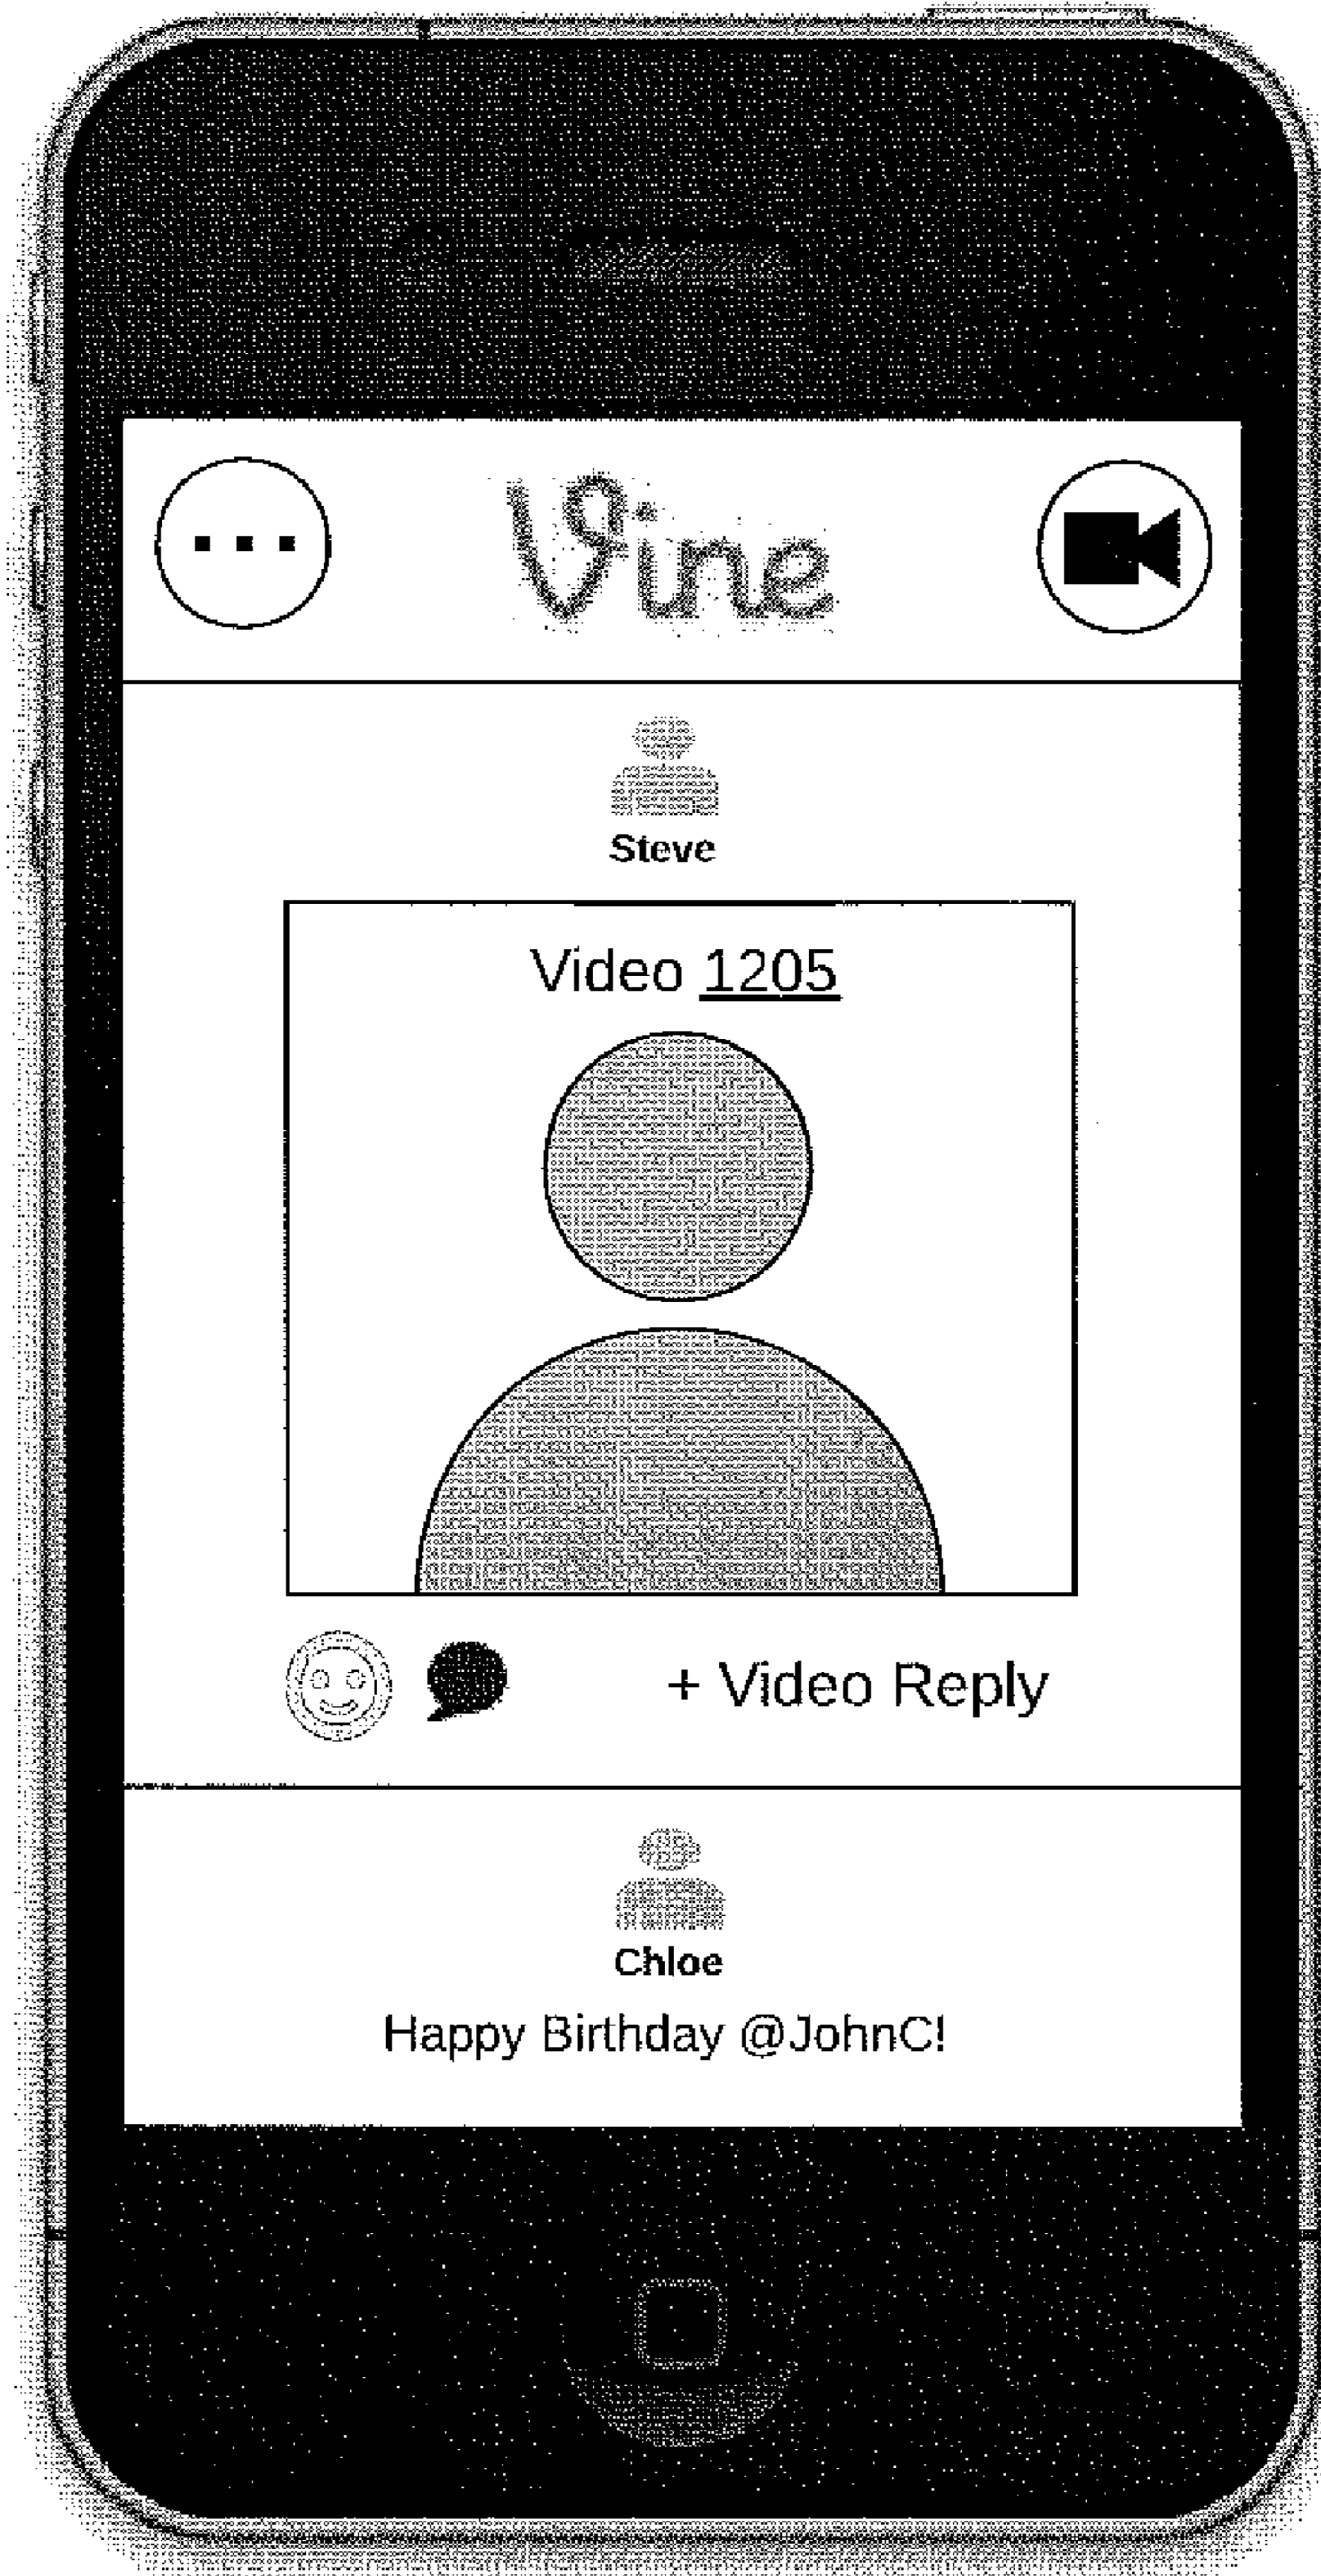 Vine
Steve
Video 1205
+ Video Reply
Chloe
Happy Birthday @JohnC!